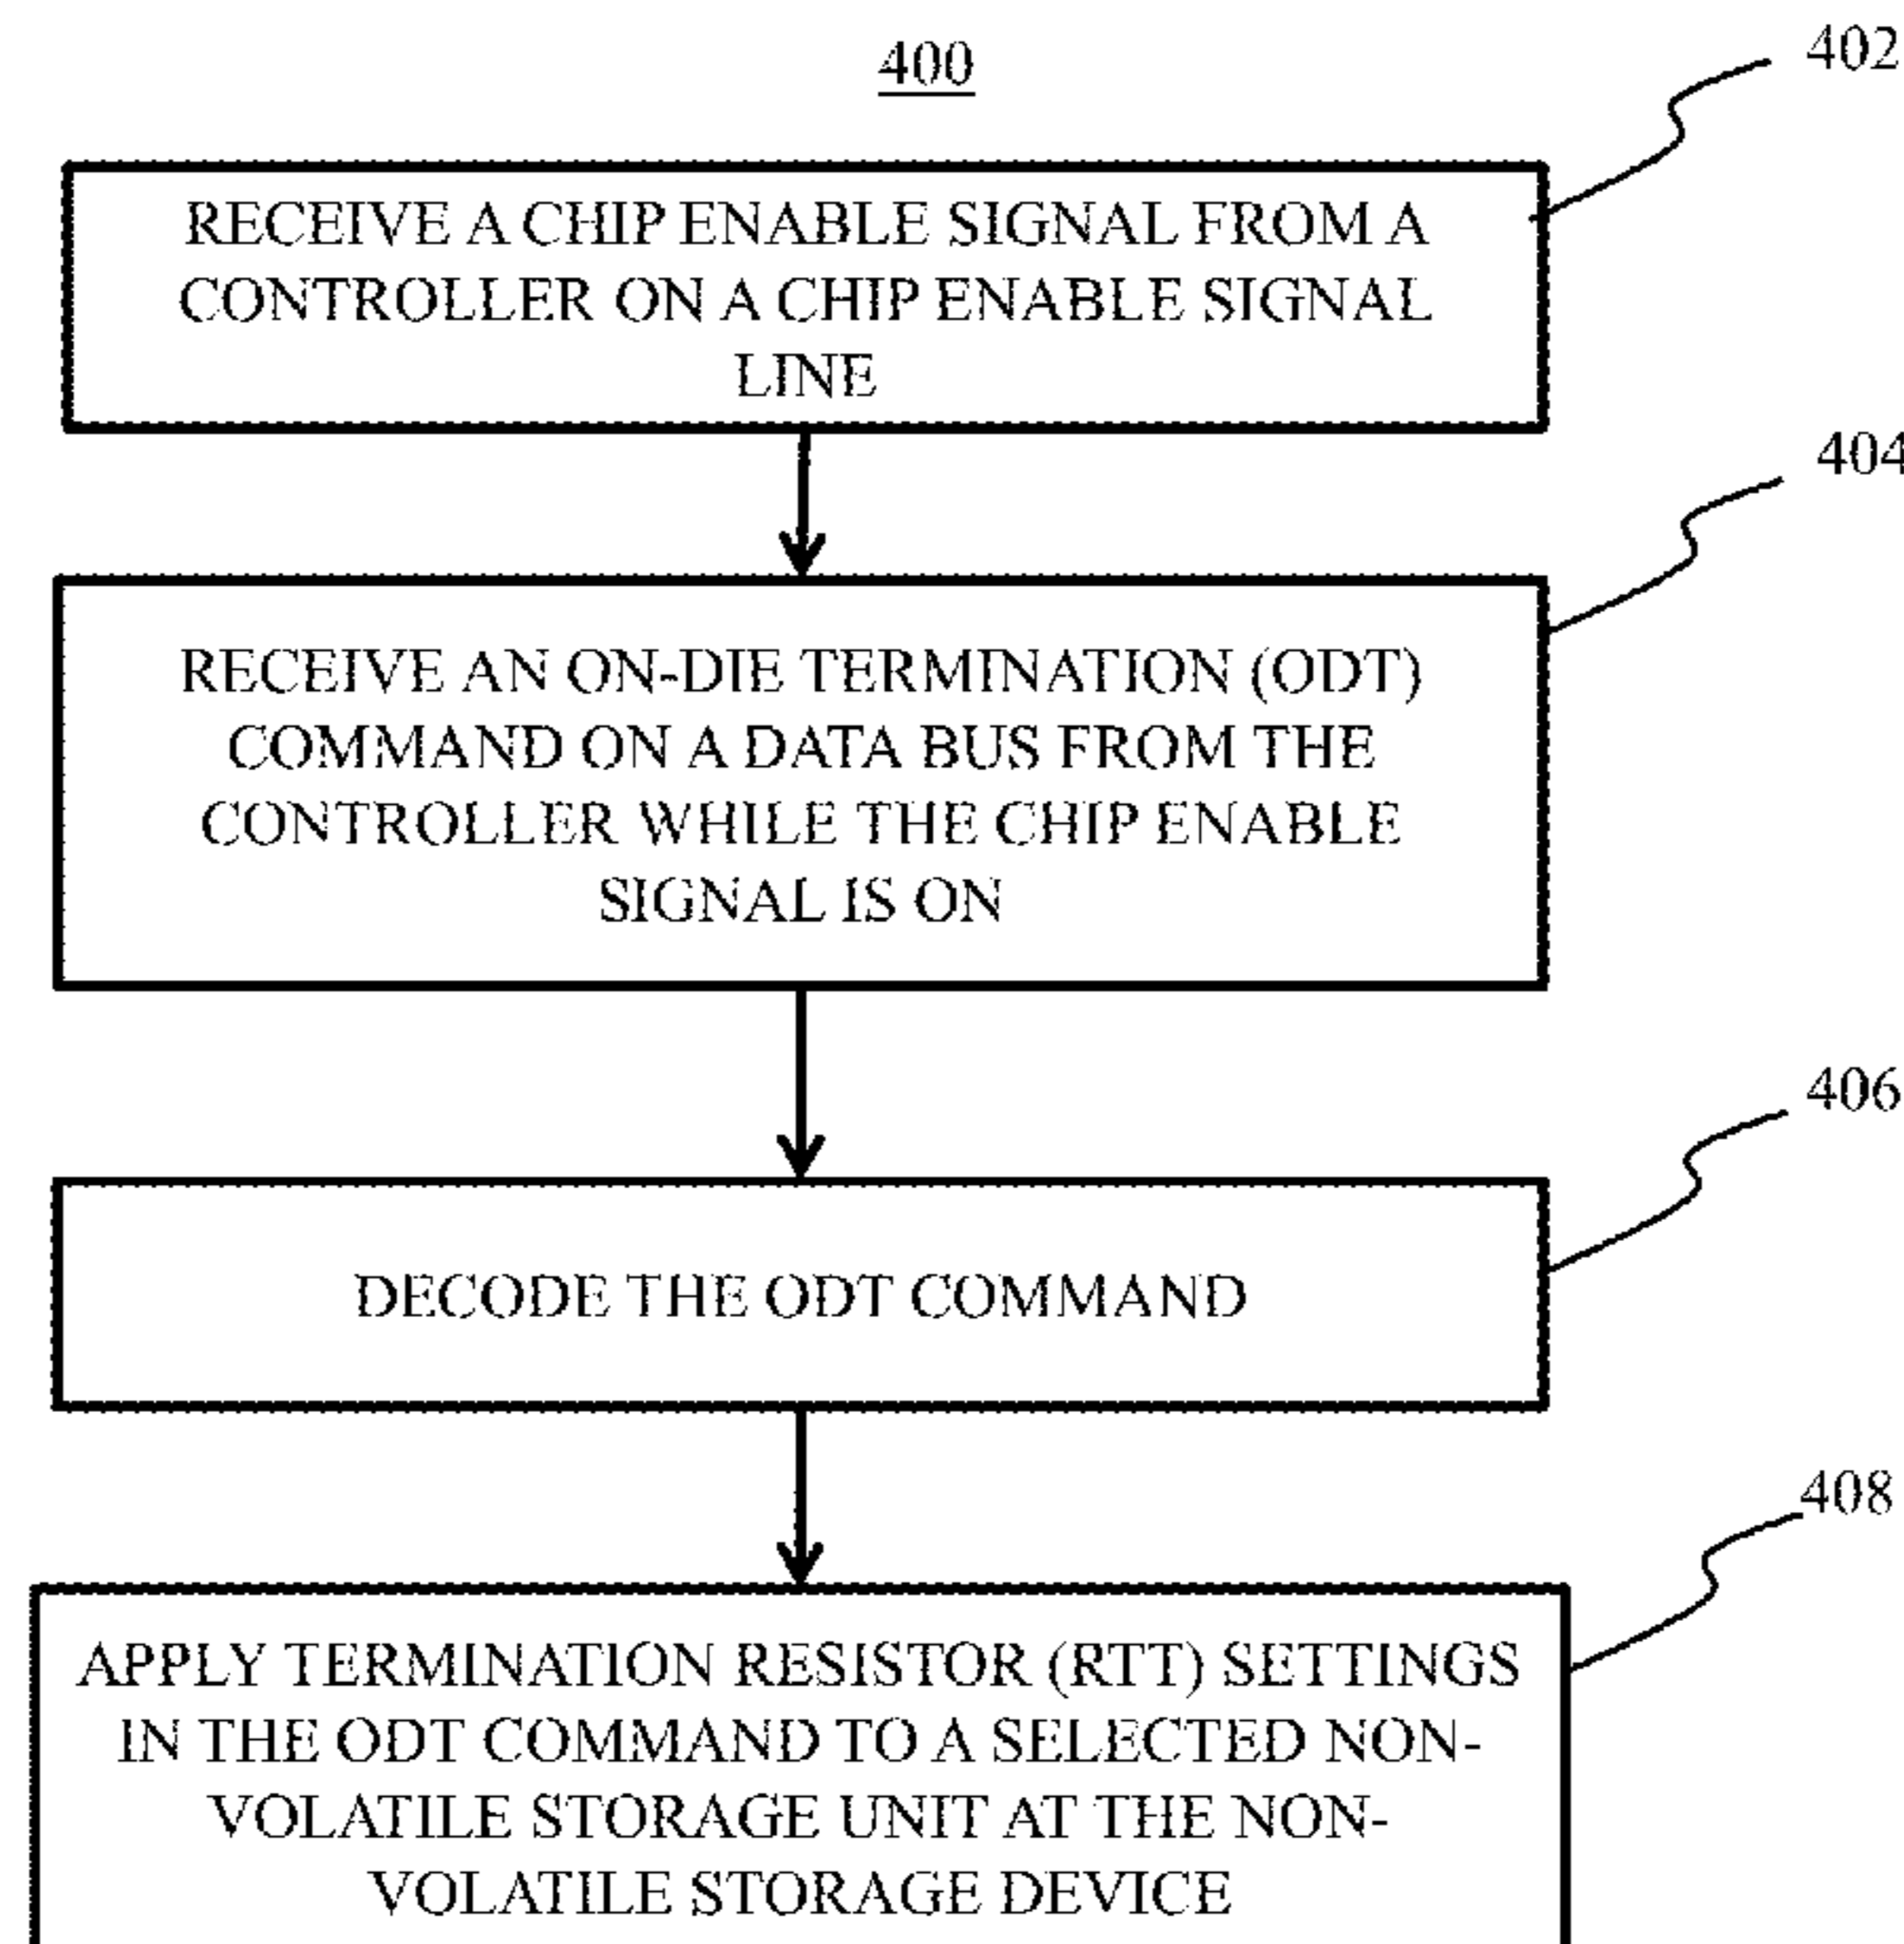 400
402
RECEIVE A CHIP ENABLE SIGNAL FROM A
CONTROLLER ON A CHIP ENABLE SIGNAL
LINE
404
RECEIVE AN ON-DIE TERMINATION (ODT)
COMMAND ON A DATA BUS FROM THE
CONTROLLER WHILE THE CHIP ENABLE
SIGNAL IS ON
406
DECODE THE ODT COMMAND
408
APPLY TERMINATION RESISTOR (RTT) SETTINGS
IN THE ODT COMMAND TO A SELECTED NON-
VOLATILE STORAGE UNIT AT THE NON-
VOLATILE STORAGE DEVICE